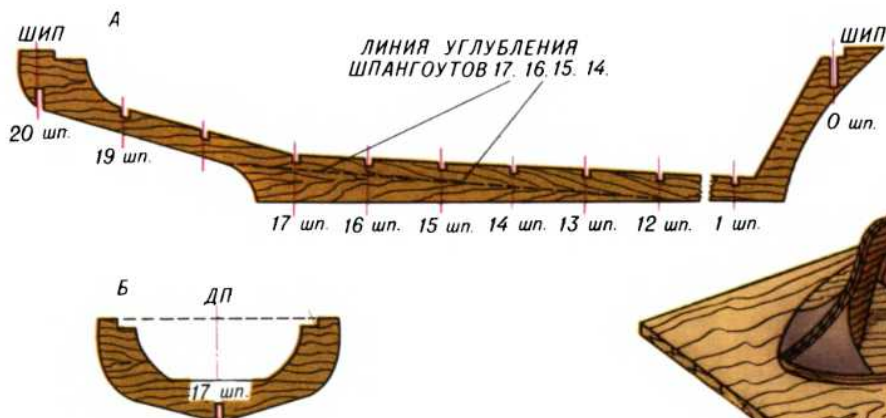 ШИП А ШИП
ЛИНИЯ УГЛУБЛЕНИЯ
ШПАНГОУТОВ 17. 16. 15. 14.
20 шп. 0 шп.
19 шп.
17 шп. 16 шп. 15 шп. 14 шп. 13 шп. 12 шп. 1 шп.
Б ДП
17 шп.